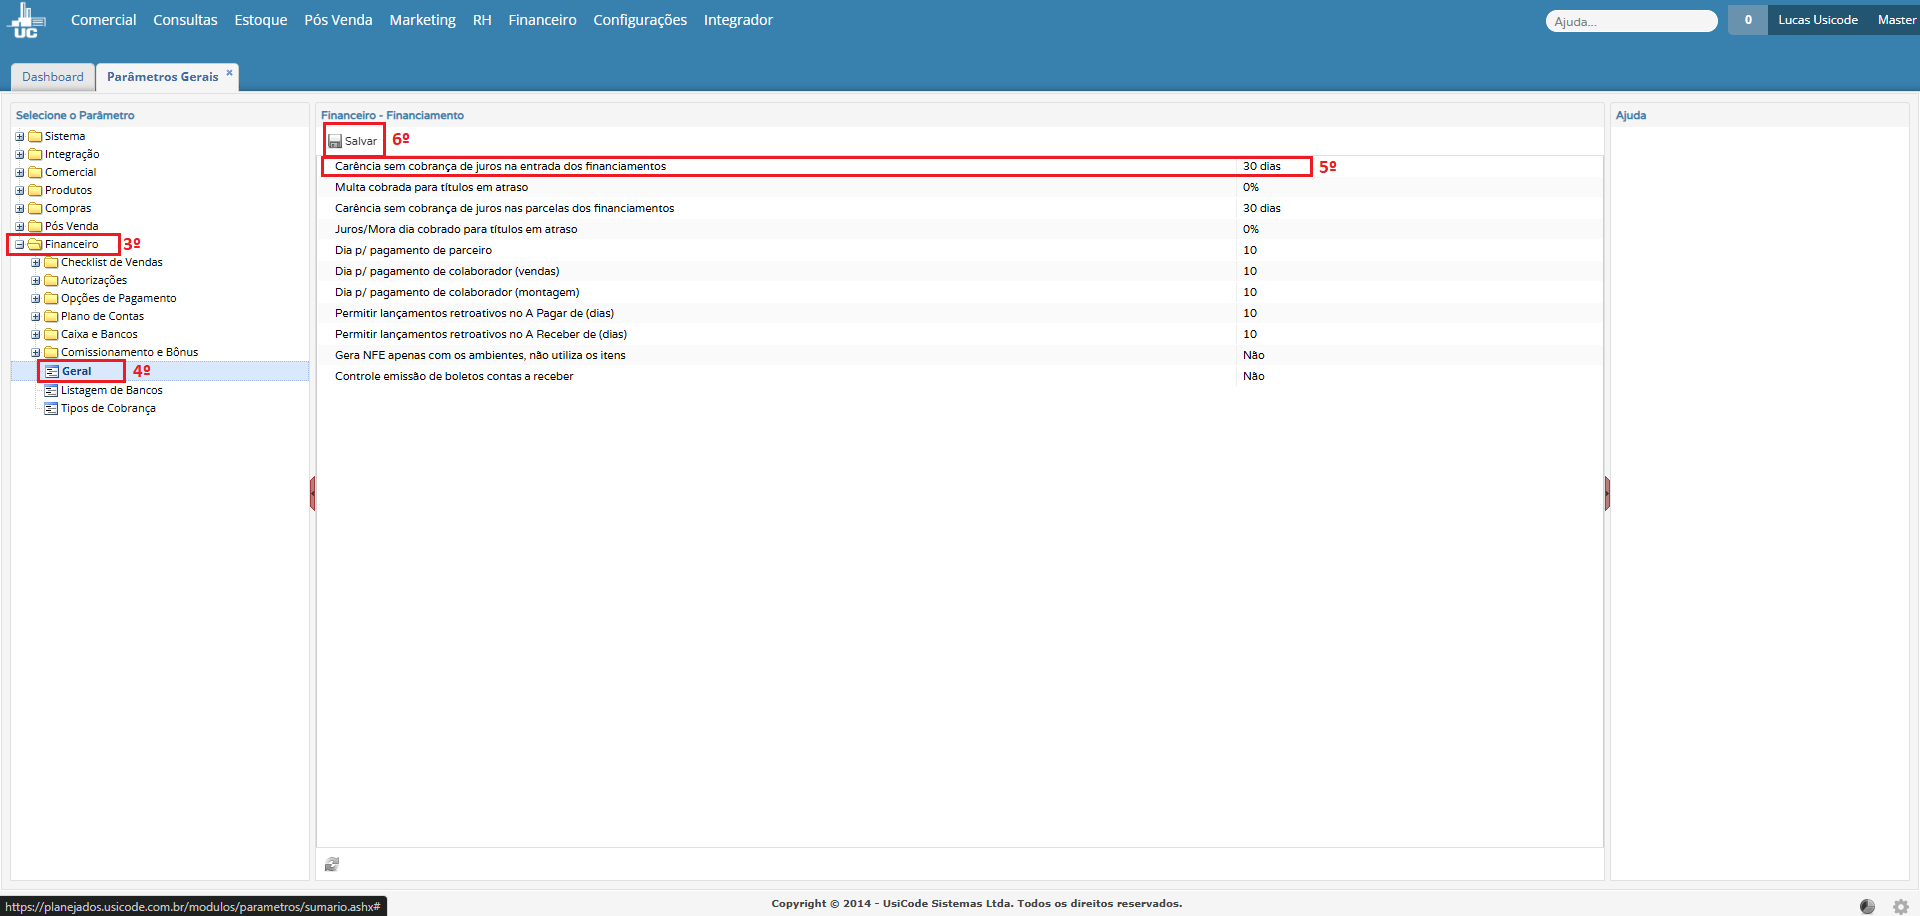 UC
Comercial Consultas Estoque Pós Venda Marketing RH Financeiro Configurações Integrador
Ajuda...
0
Lucas Usicode
Master
Dashboard
Parâmetros Gerais
Selecione o Parâmetro
Sistema
Integração
Comercial
Produtos
Compras
Pós Venda
Financeiro 3º
Checklist de Vendas
Autorizações
Opções de Pagamento
Plano de Contas
Caixa e Bancos
Comissionamento e Bônus
Geral 4º
Listagem de Bancos
Tipos de Cobrança
Financeiro - Financiamento
Salvar 6º
Carência sem cobrança de juros na entrada dos financiamentos 30 dias 5º
Multa cobrada para títulos em atraso 0%
Carência sem cobrança de juros nas parcelas dos financiamentos 30 dias
Juros/Mora dia cobrado para títulos em atraso 0%
Dia p/ pagamento de parceiro 10
Dia p/ pagamento de colaborador (vendas) 10
Dia p/ pagamento de colaborador (montagem) 10
Permitir lançamentos retroativos no A Pagar de (dias) 10
Permitir lançamentos retroativos no A Receber de (dias) 10
Gera NFE apenas com os ambientes, não utiliza os itens Não
Controle emissão de boletos contas a receber Não
Ajuda
https://planejados.usicode.com.br/modulos/parametros/sumario.ashx#
Copyright © 2014 - UsiCode Sistemas Ltda. Todos os direitos reservados.